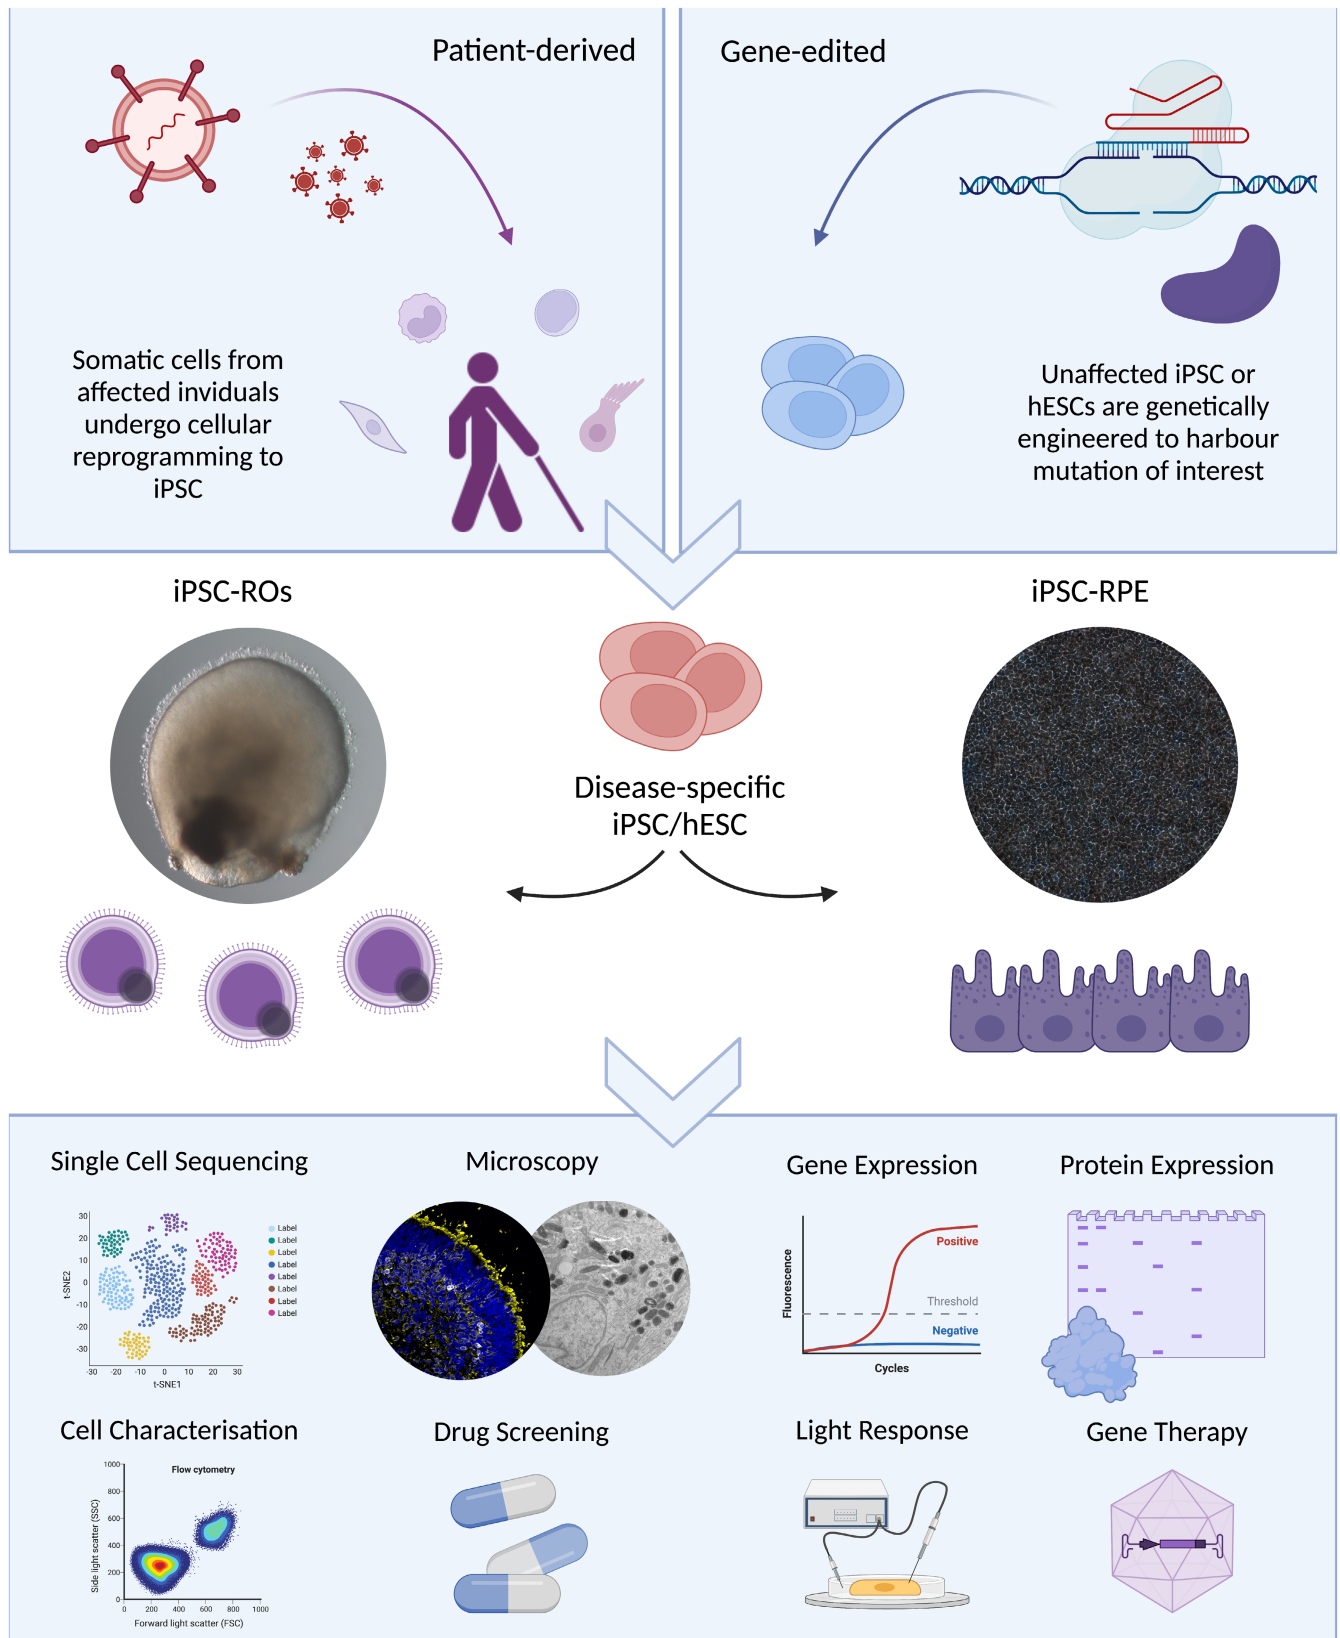 Patient-derived
Gene-edited
Somatic cells from
affected inviduals
undergo cellular
reprogramming to
iPSC
Unaffected iPSC or
hESCs are genetically
engineered to harbour
mutation of interest
iPSC-ROs
iPSC-RPE
Disease-specific
iPSC/hESC
Single Cell Sequencing
30
20
10
0
-10
-20
-30
t-SNE2
-30 -20 -10 0 10 20 30
t-SNE1
Label
Label
Label
Label
Label
Label
Label
Label
Microscopy
Gene Expression
Fluorescence
Positive
Threshold
Negative
Cycles
Protein Expression
Cell Characterisation
Flow cytometry
1000
800
600
400
200
0
Side light scatter (SSC)
0 200 400 600 800 1000
Forward light scatter (FSC)
Drug Screening
Light Response
Gene Therapy